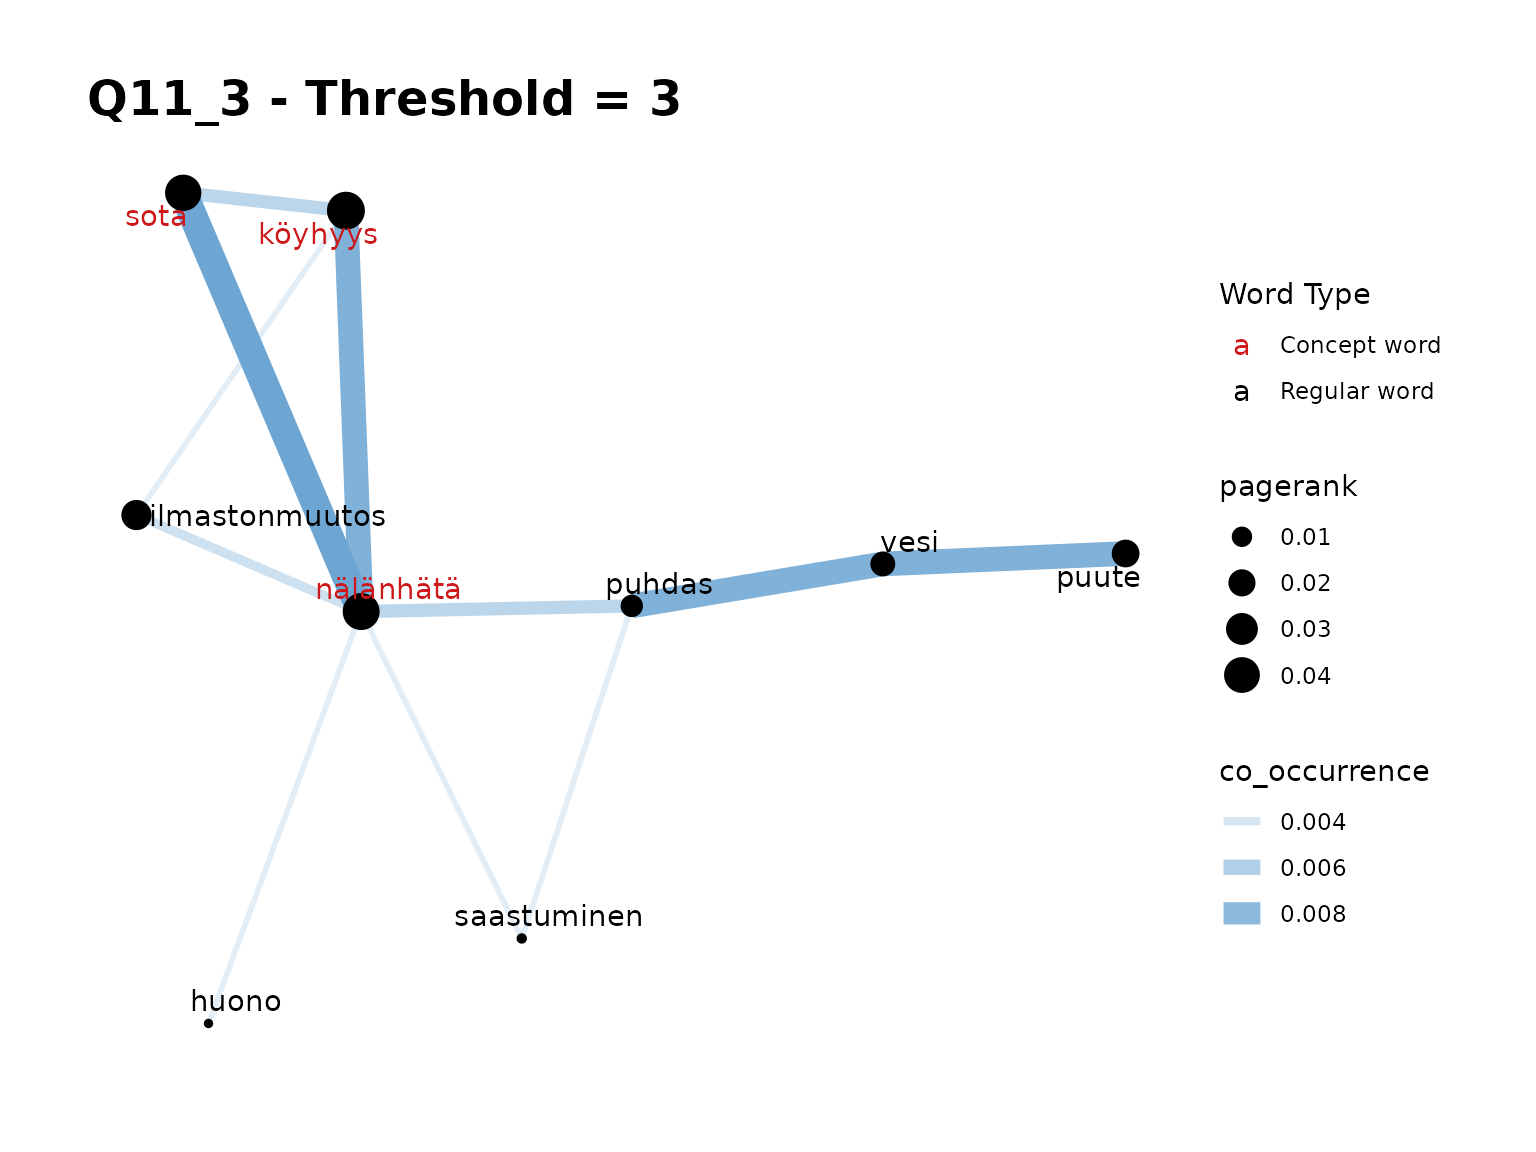 Q11_3 - Threshold = 3
sota
köyhyys
ilmastonmuutos
nälänhätä
puhdas
vesi
puute
saastuminen
huono
Word Type
a Concept word
a Regular word
pagerank
0.01
0.02
0.03
0.04
co_occurrence
0.004
0.006
0.008